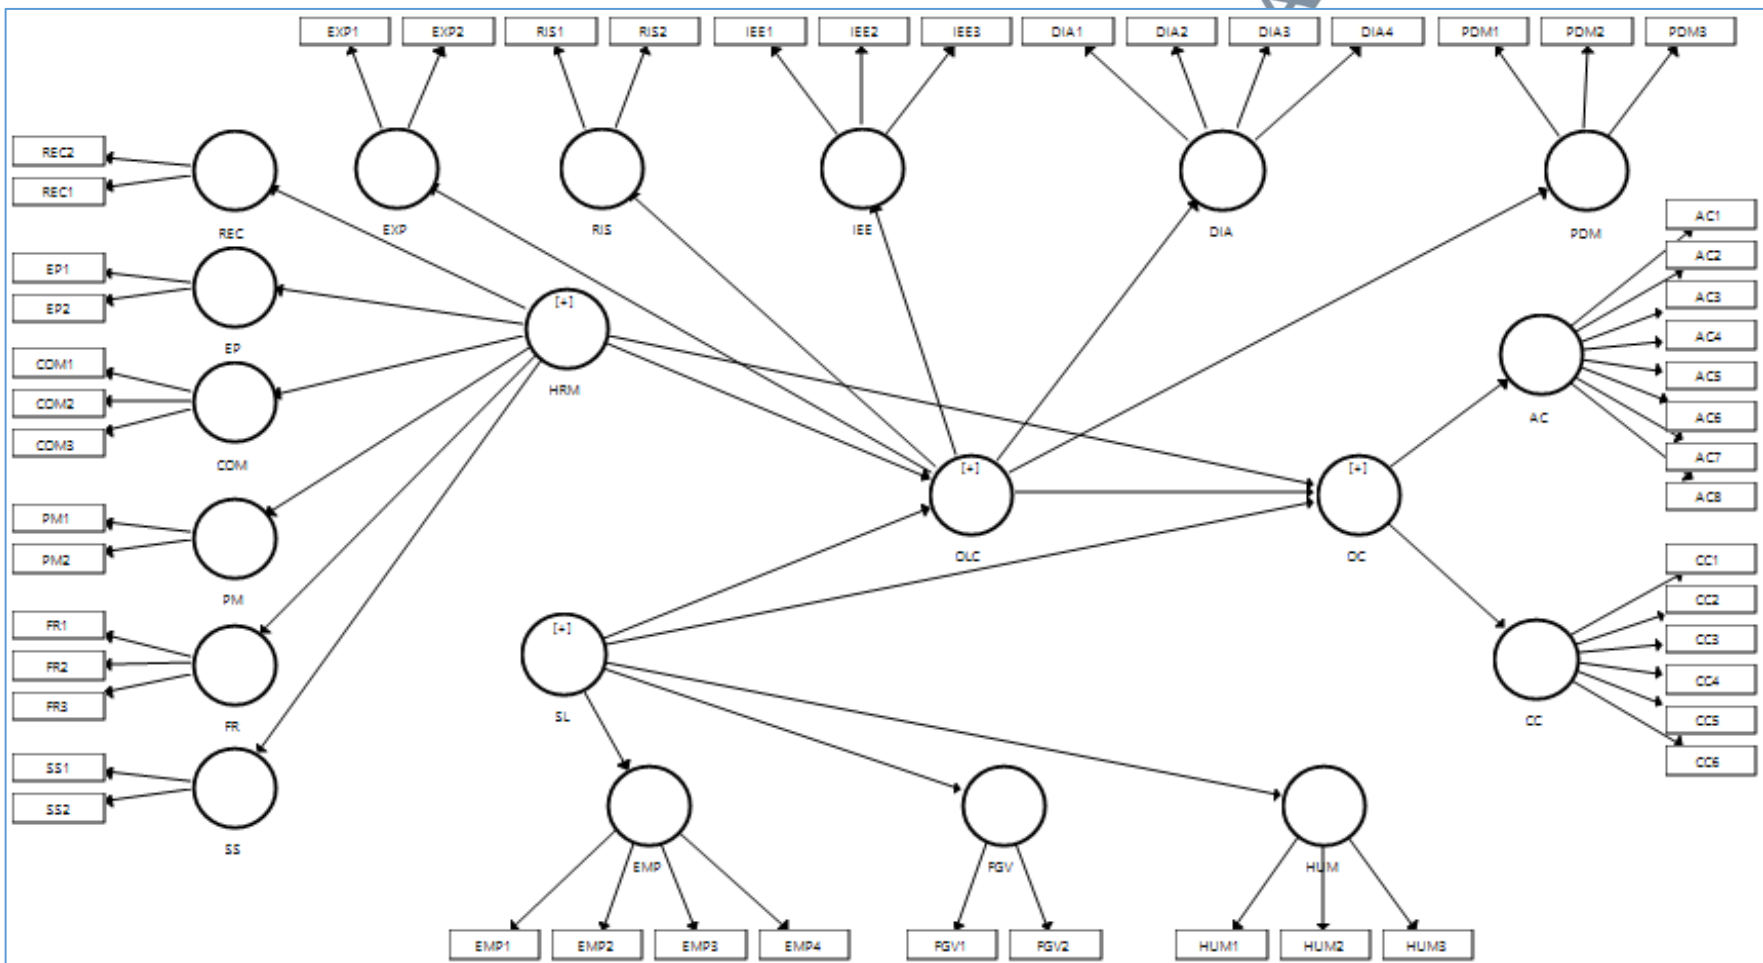 EXP1 EXP2 RIS1 RIS2 IEE1 IEE2 IEE3 DIA1 DIA2 DIA3 DIA4 PDM1 PDM2 PDM3
REC2
REC1
REC EXP RIS IEE DIA PDM
AC1
AC2
AC3
AC4
AC5
AC6
AC7
AC8
AC
EP1
EP2
EP
[+]
HRM
COM1
COM2
COM3
COM
[+]
OLC
[+]
OC
PM1
PM2
PM
CC1
CC2
CC3
CC4
CC5
CC6
CC
FR1
FR2
FR3
FR
[+]
SL
SS1
SS2
SS
EMP FGV HUM
EMP1 EMP2 EMP3 EMP4 FGV1 FGV2 HUM1 HUM2 HUM3